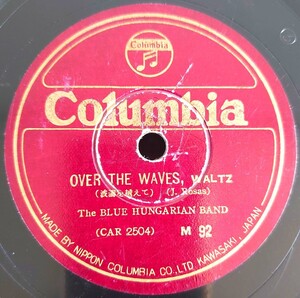 Columbia
Columbia
OVER THE WAVES, WALTZ
(波濤を越えて) (J. Rosas)
The BLUE HUNGARIAN BAND
(CAR 2504) M 92
MADE BY NIPPON COLUMBIA CO., LTD KAWASAKI, JAPAN